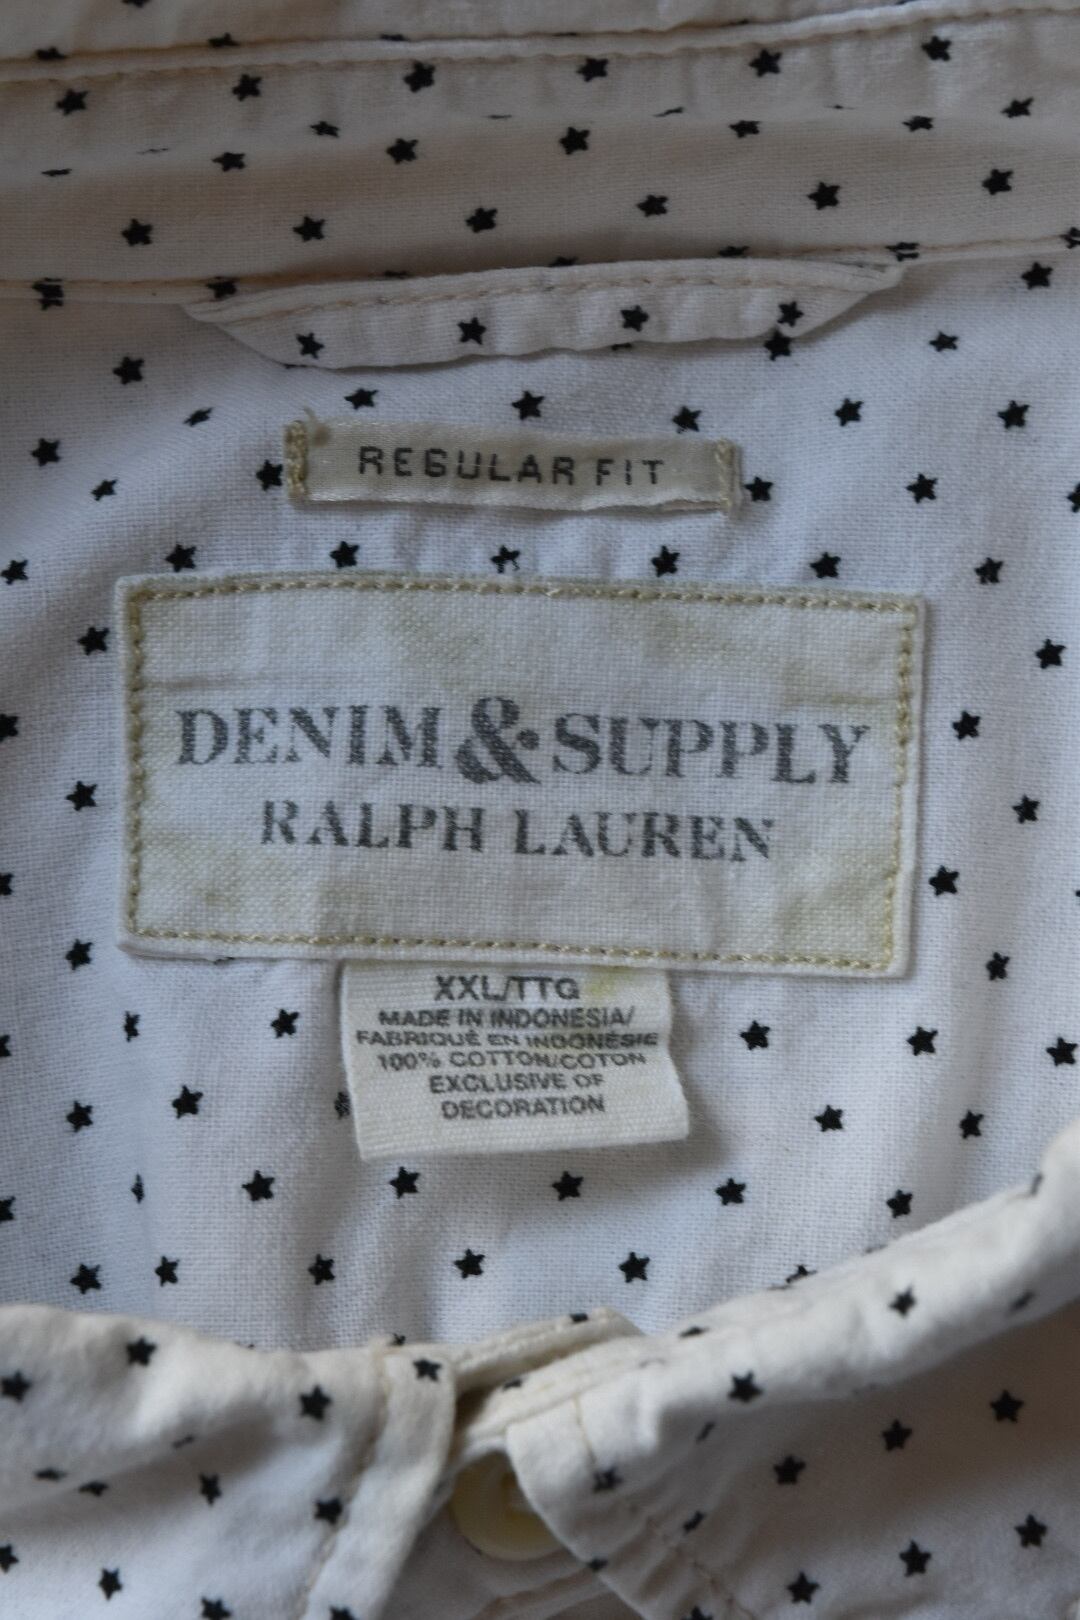 REGULAR FIT
DENIM & SUPPLY
RALPH LAUREN
XXL/TTG
MADE IN INDONESIA/
FABRIQUÉ EN INDONÉSIE
100% COTTON/COTON
EXCLUSIVE OF
DECORATION